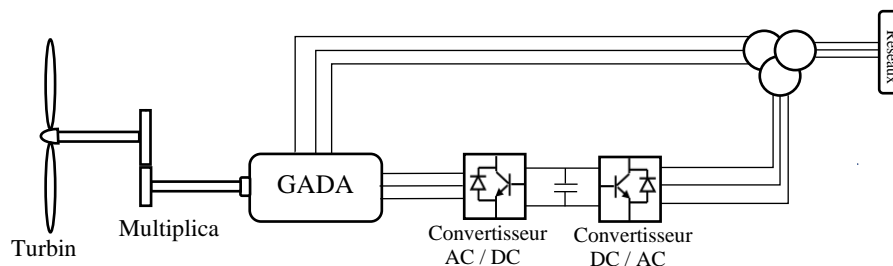 Réseaux
GADA
Turbin
Multiplica
Convertisseur
AC / DC
Convertisseur
DC / AC